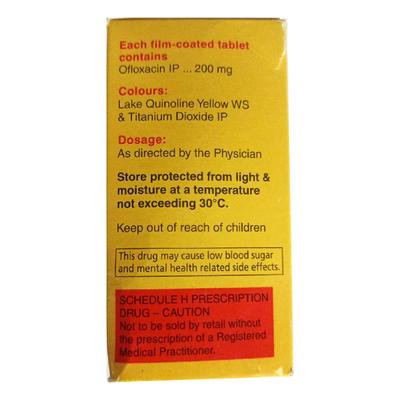 Each film-coated tablet
contains
Ofloxacin IP ... 200 mg
Colours:
Lake Quinoline Yellow WS
& Titanium Dioxide IP
Dosage:
As directed by the Physician
Store protected from light &
moisture at a temperature
not exceeding 30°C.
Keep out of reach of children
This drug may cause low blood sugar
and mental health related side effects.
SCHEDULE H PRESCRIPTION
DRUG – CAUTION
Not to be sold by retail without
the prescription of a Registered
Medical Practitioner.